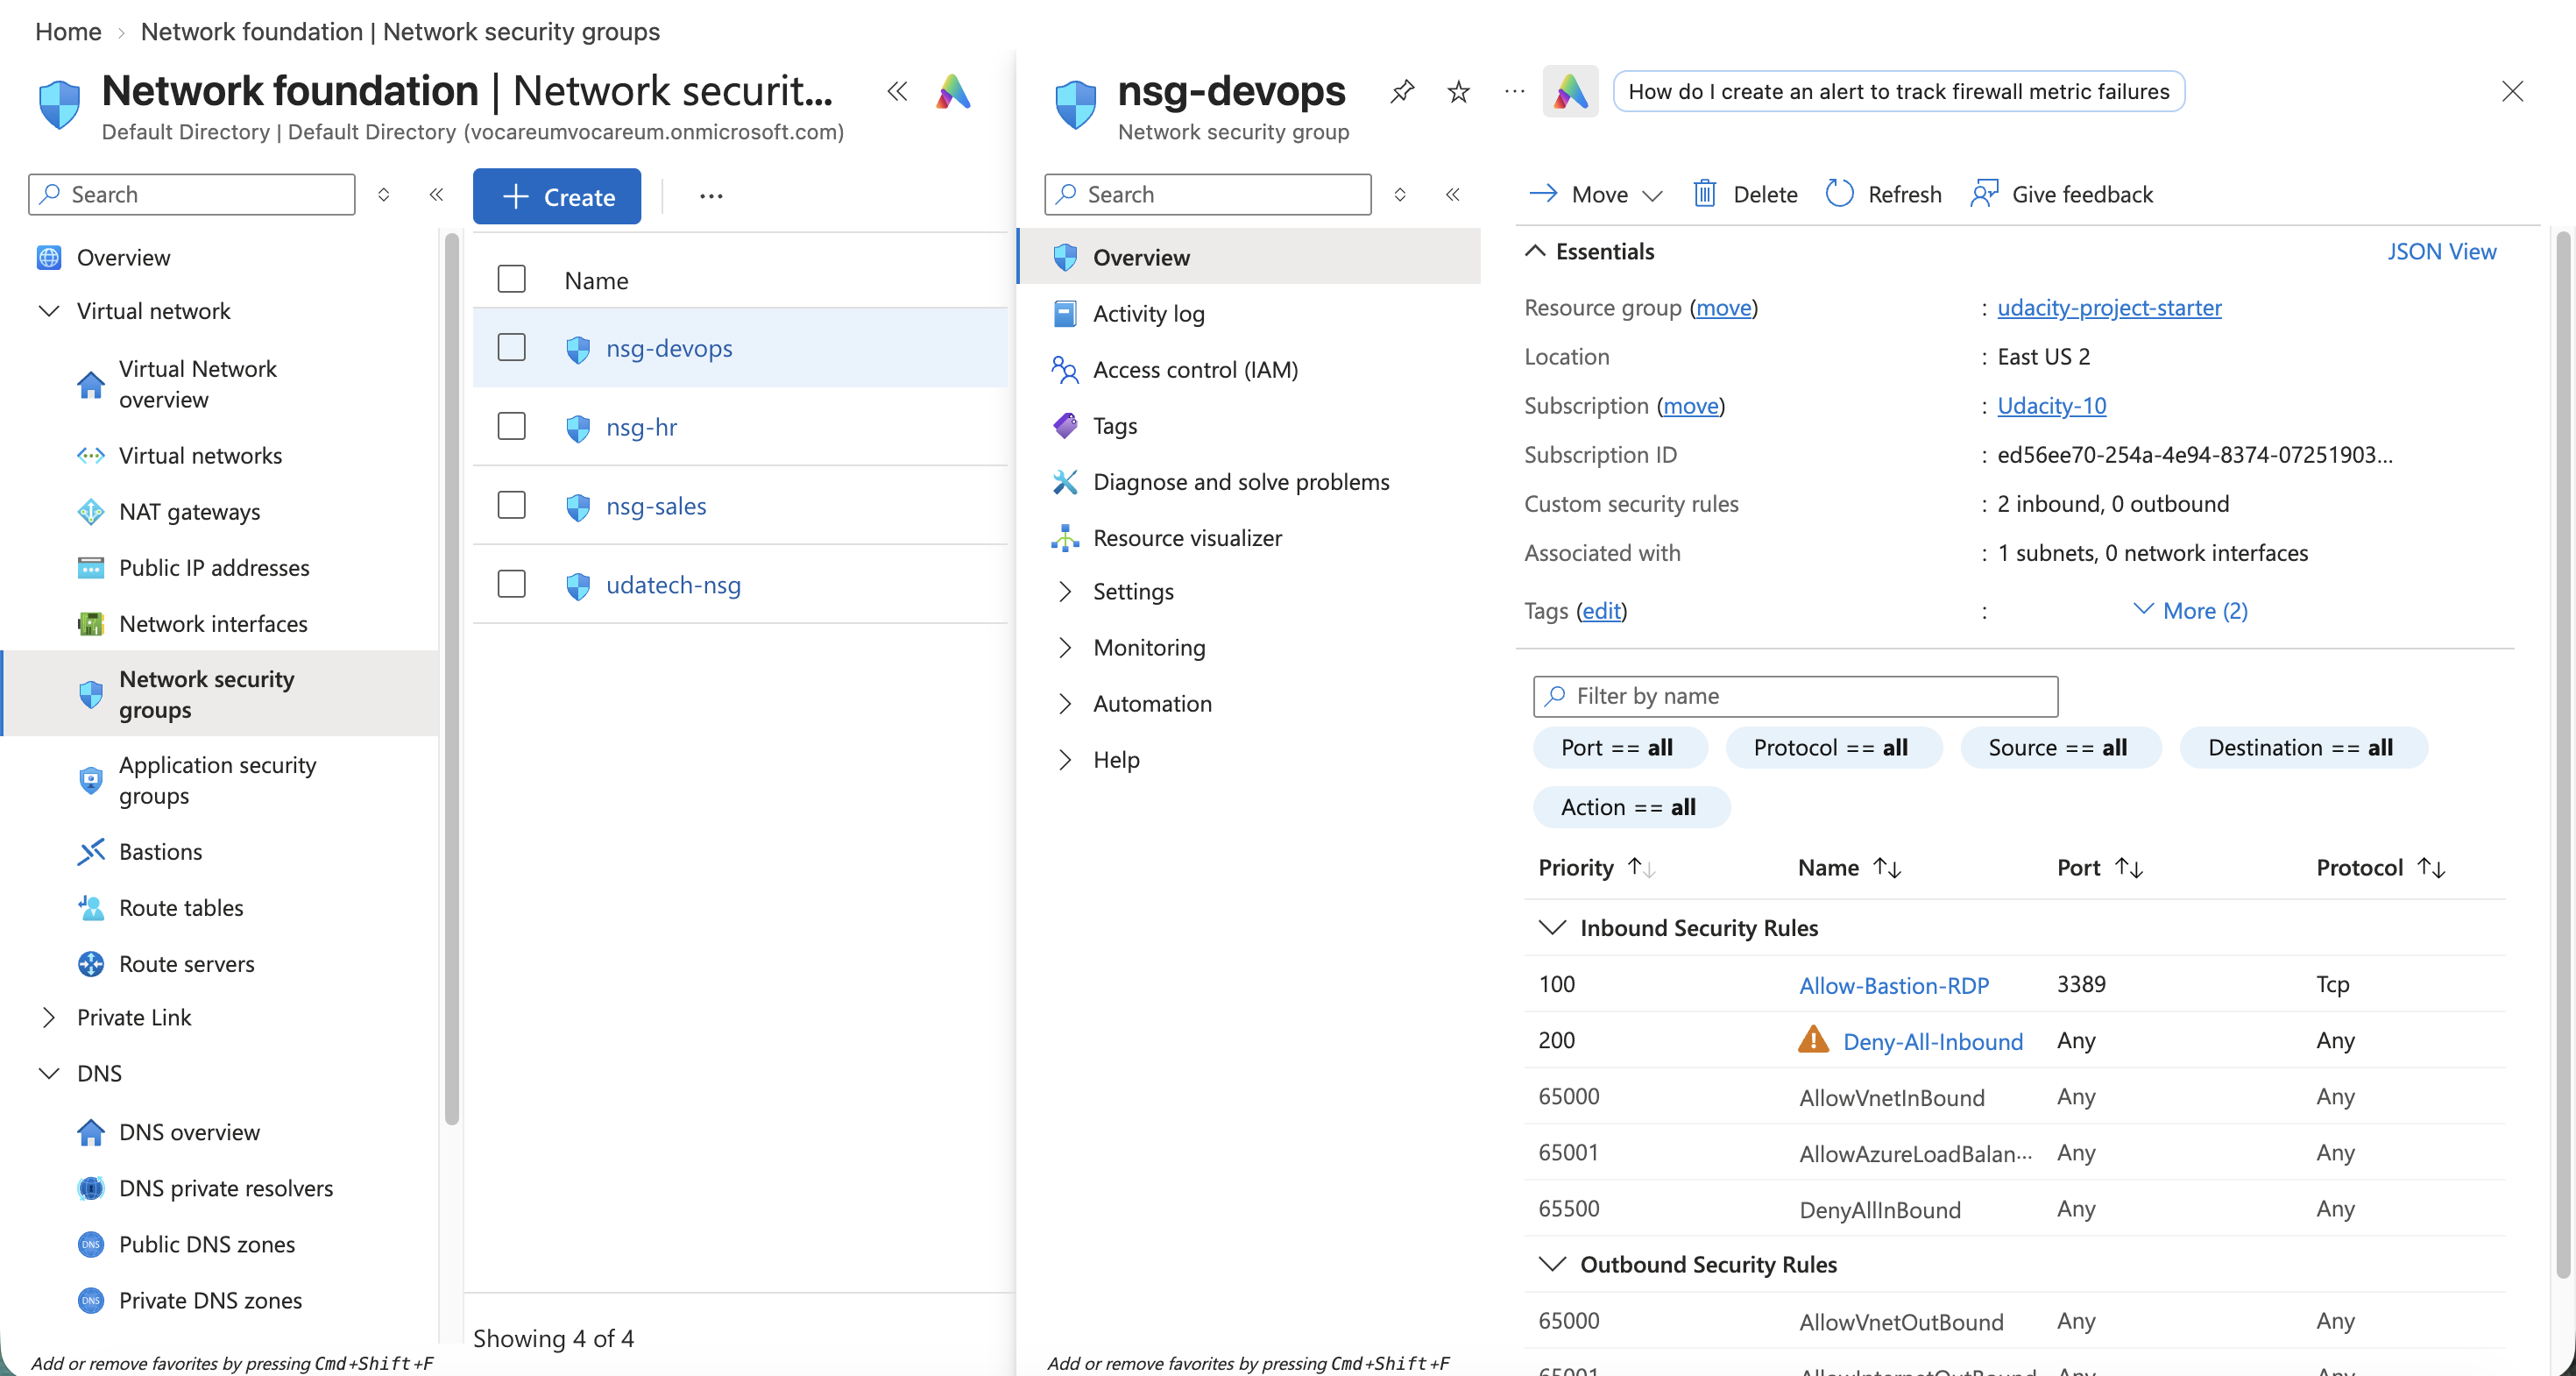 Home > Network foundation | Network security groups
Network foundation | Network securit...
Default Directory | Default Directory (vocareumvocareum.onmicrosoft.com)
Search
Create
...
Overview
Virtual network
Virtual Network
overview
Virtual networks
NAT gateways
Public IP addresses
Network interfaces
Network security
groups
Application security
groups
Bastions
Route tables
Route servers
Private Link
DNS
DNS overview
DNS private resolvers
Public DNS zones
Private DNS zones
Add or remove favorites by pressing Cmd+Shift+F
Name
nsg-devops
nsg-hr
nsg-sales
udatech-nsg
Showing 4 of 4
nsg-devops
Network security group
...
How do I create an alert to track firewall metric failures
Search
Overview
Activity log
Access control (IAM)
Tags
Diagnose and solve problems
Resource visualizer
Settings
Monitoring
Automation
Help
Add or remove favorites by pressing Cmd+Shift+F
Move
Delete
Refresh
Give feedback
Essentials
JSON View
Resource group (move) : udacity-project-starter
Location : East US 2
Subscription (move) : Udacity-10
Subscription ID : ed56ee70-254a-4e94-8374-07251903...
Custom security rules : 2 inbound, 0 outbound
Associated with : 1 subnets, 0 network interfaces
Tags (edit) : More (2)
Filter by name
Port == all Protocol == all Source == all Destination == all
Action == all
Priority Name Port Protocol
Inbound Security Rules
100 Allow-Bastion-RDP 3389 Tcp
200 Deny-All-Inbound Any Any
65000 AllowVnetInBound Any Any
65001 AllowAzureLoadBalan... Any Any
65500 DenyAllInBound Any Any
Outbound Security Rules
65000 AllowVnetOutBound Any Any
65001 AllowInternetOutBound Any Any